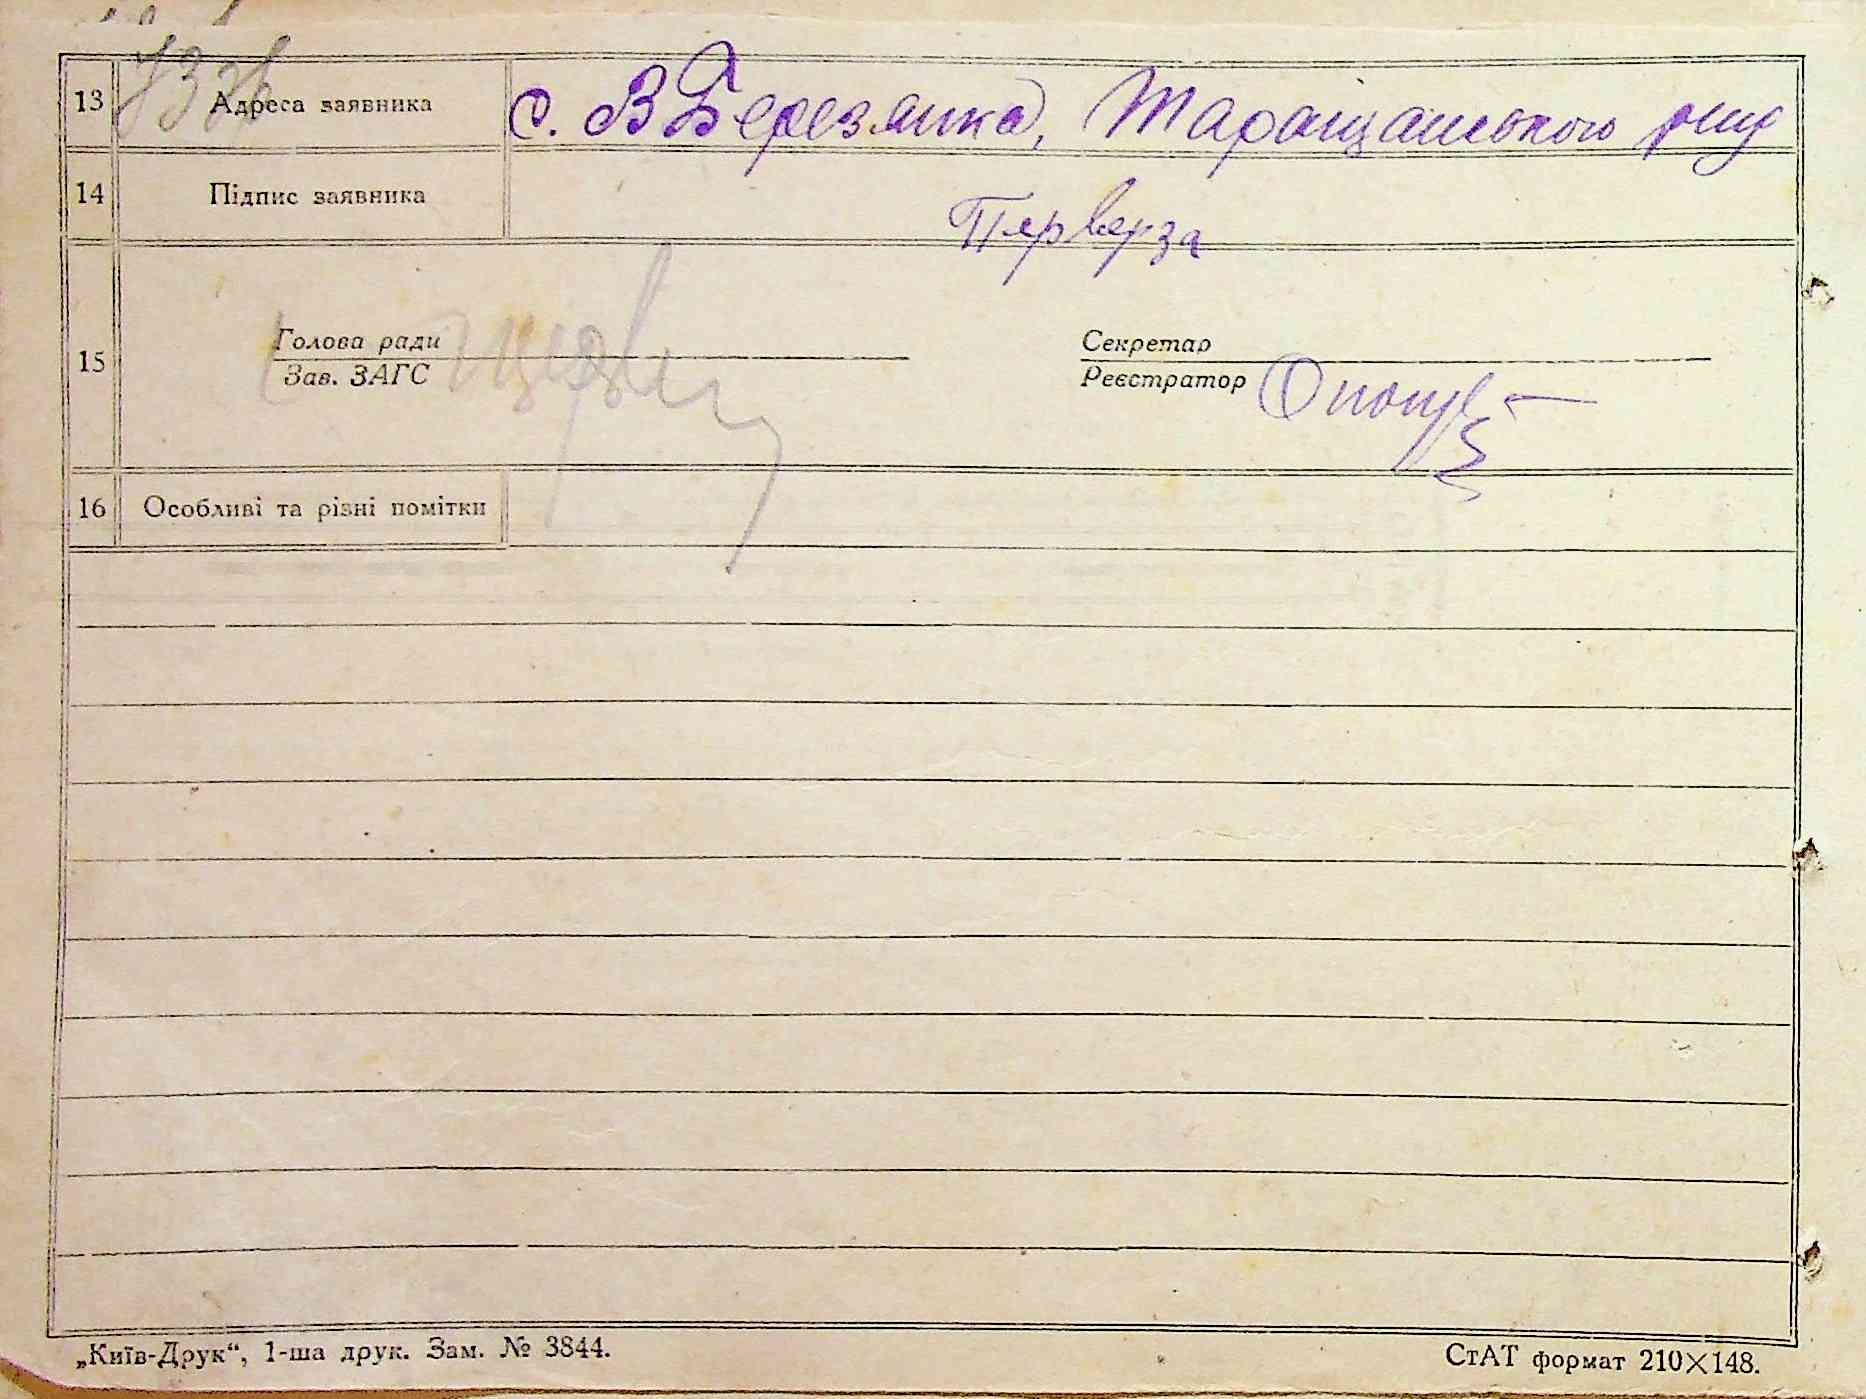 13 Адреса заявника с. ВБерезянка, Таращанського р-ну
14 Підпис заявника Перверза
15
Голова ради Секретар
Зав. ЗАГС Реєстратор
16 Особливі та різні помітки
„Київ-Друк“, 1-ша друк. Зам. № 3844. СтАТ формат 210×148.